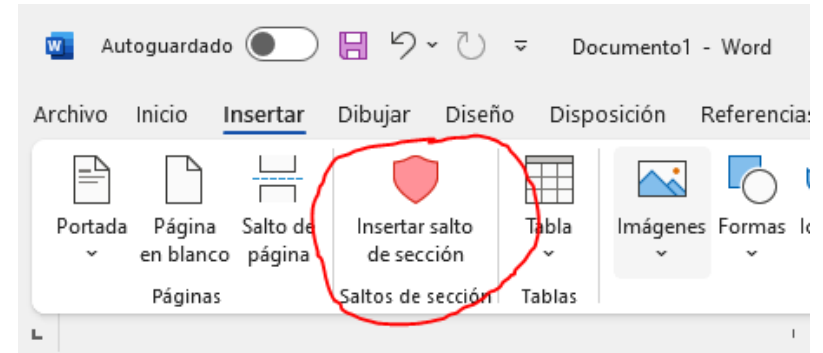 Autoguardado
Documento1 - Word
Archivo Inicio Insertar Dibujar Diseño Disposición Referencias
Portada
Página
en blanco
Salto de
página
Páginas
Insertar salto
de sección
Saltos de sección
Tabla
Tablas
Imágenes
Formas